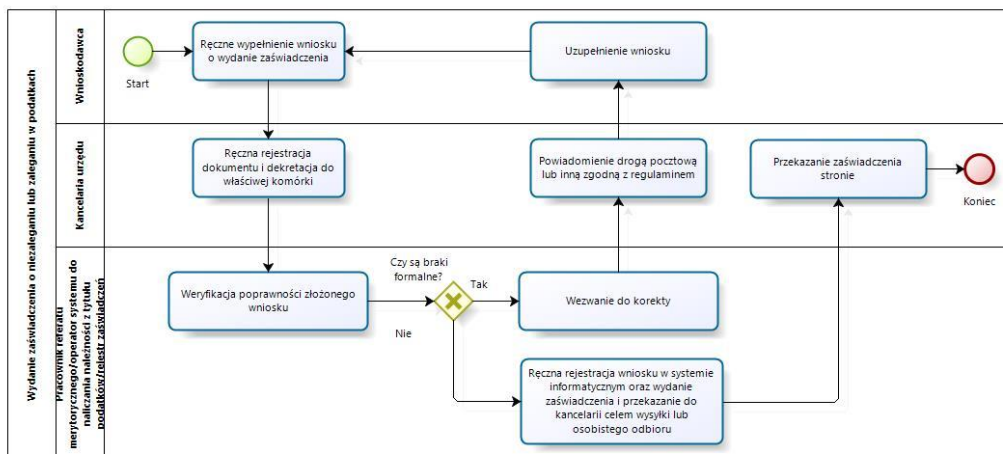 Wydanie zaświadczenia o niezaleganiu lub zaleganiu w podatkach
Wnioskodawca
Start
Ręczne wypełnienie wniosku
o wydanie zaświadczenia
Uzupełnienie wniosku
Kancelaria urzędu
Ręczna rejestracja
dokumentu i dekretacja do
właściwej komórki
Powiadomienie drogą pocztową
lub inną zgodną z regulaminem
Przekazanie zaświadczenia
stronie
Koniec
Pracownik referatu
merytorycznego/operator systemu do
naliczania należności z tytułu
podatków/rejestr zaświadczeń
Weryfikacja poprawności złożonego
wniosku
Czy są braki
formalne?
Tak
Nie
Wezwanie do korekty
Ręczna rejestracja wniosku w systemie
informatycznym oraz wydanie
zaświadczenia i przekazanie do
kancelarii celem wysyłki lub
osobistego odbioru